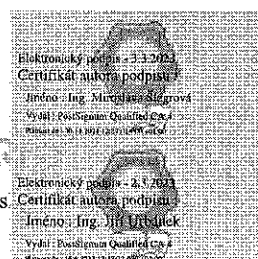 Elektronický podpis - 3.3.2023
Certifikát autora podpisu :
Jméno : Ing. Miroslava Šlégrová
Vydal : PostSignum Qualified CA 4
Elektronický podpis - 2.3.2023
s Certifikát autora podpisu
Jméno : Ing. Jiří Urbánek
Vydal : PostSignum Qualified CA 4